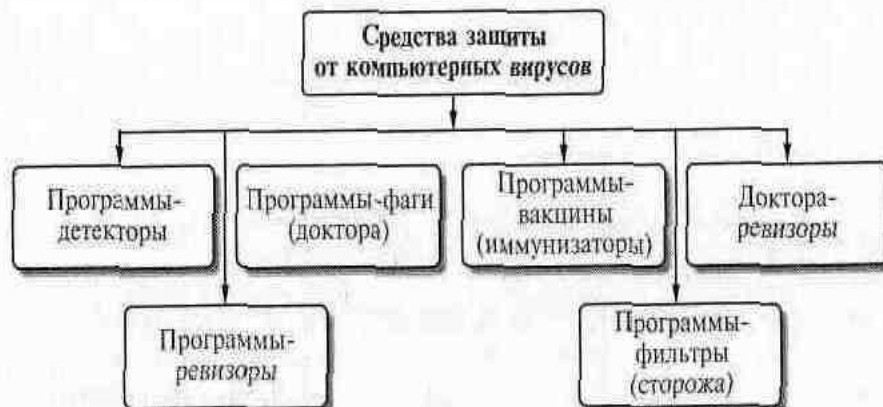 Средства защиты
от компьютерных вирусов
Программы-
детекторы
Программы-фаги
(доктора)
Программы-
вакцины
(иммунизаторы)
Доктора-
ревизоры
Программы-
ревизоры
Программы-
фильтры
(сторожа)